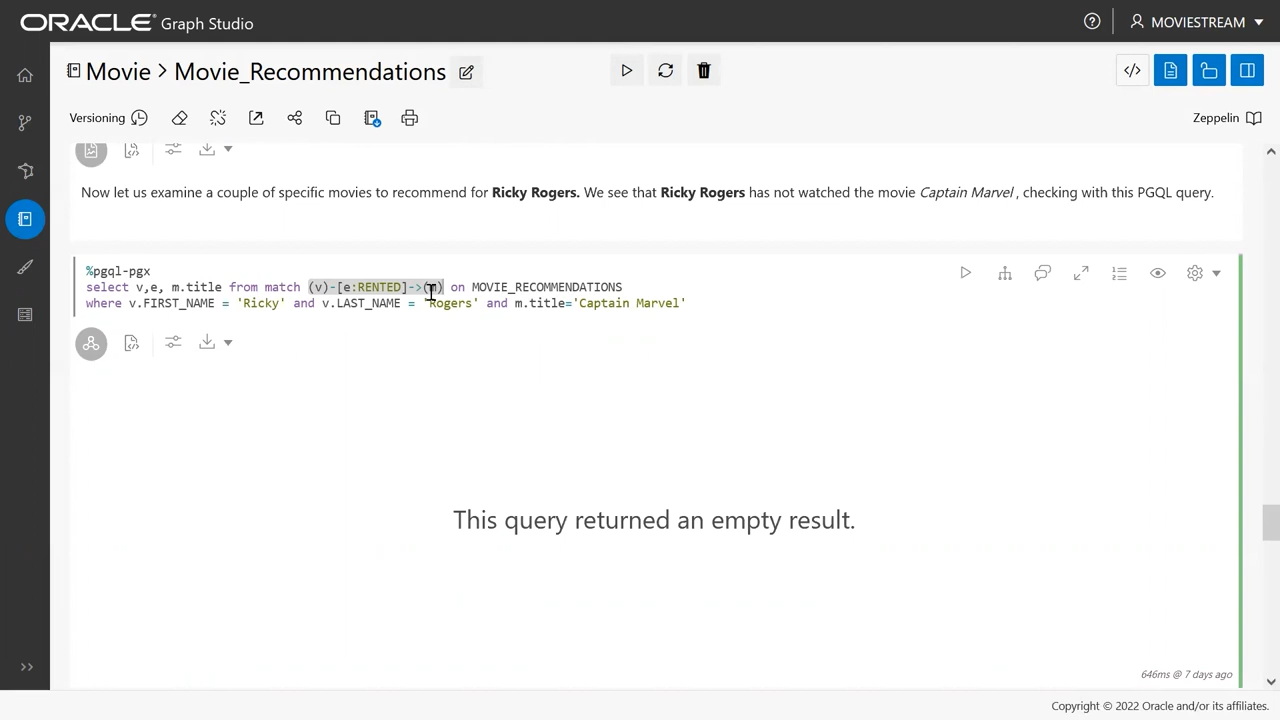 ORACLE Graph Studio
MOVIESTREAM
Movie > Movie_Recommendations
Versioning
Zeppelin
Now let us examine a couple of specific movies to recommend for Ricky Rogers. We see that Ricky Rogers has not watched the movie Captain Marvel , checking with this PGQL query.
%pgql-pgx
select v,e, m.title from match (v)-[e:RENTED]->(m) on MOVIE_RECOMMENDATIONS
where v.FIRST_NAME = 'Ricky' and v.LAST_NAME = 'Rogers' and m.title='Captain Marvel'
This query returned an empty result.
646ms @ 7 days ago
Copyright © 2022 Oracle and/or its affiliates.